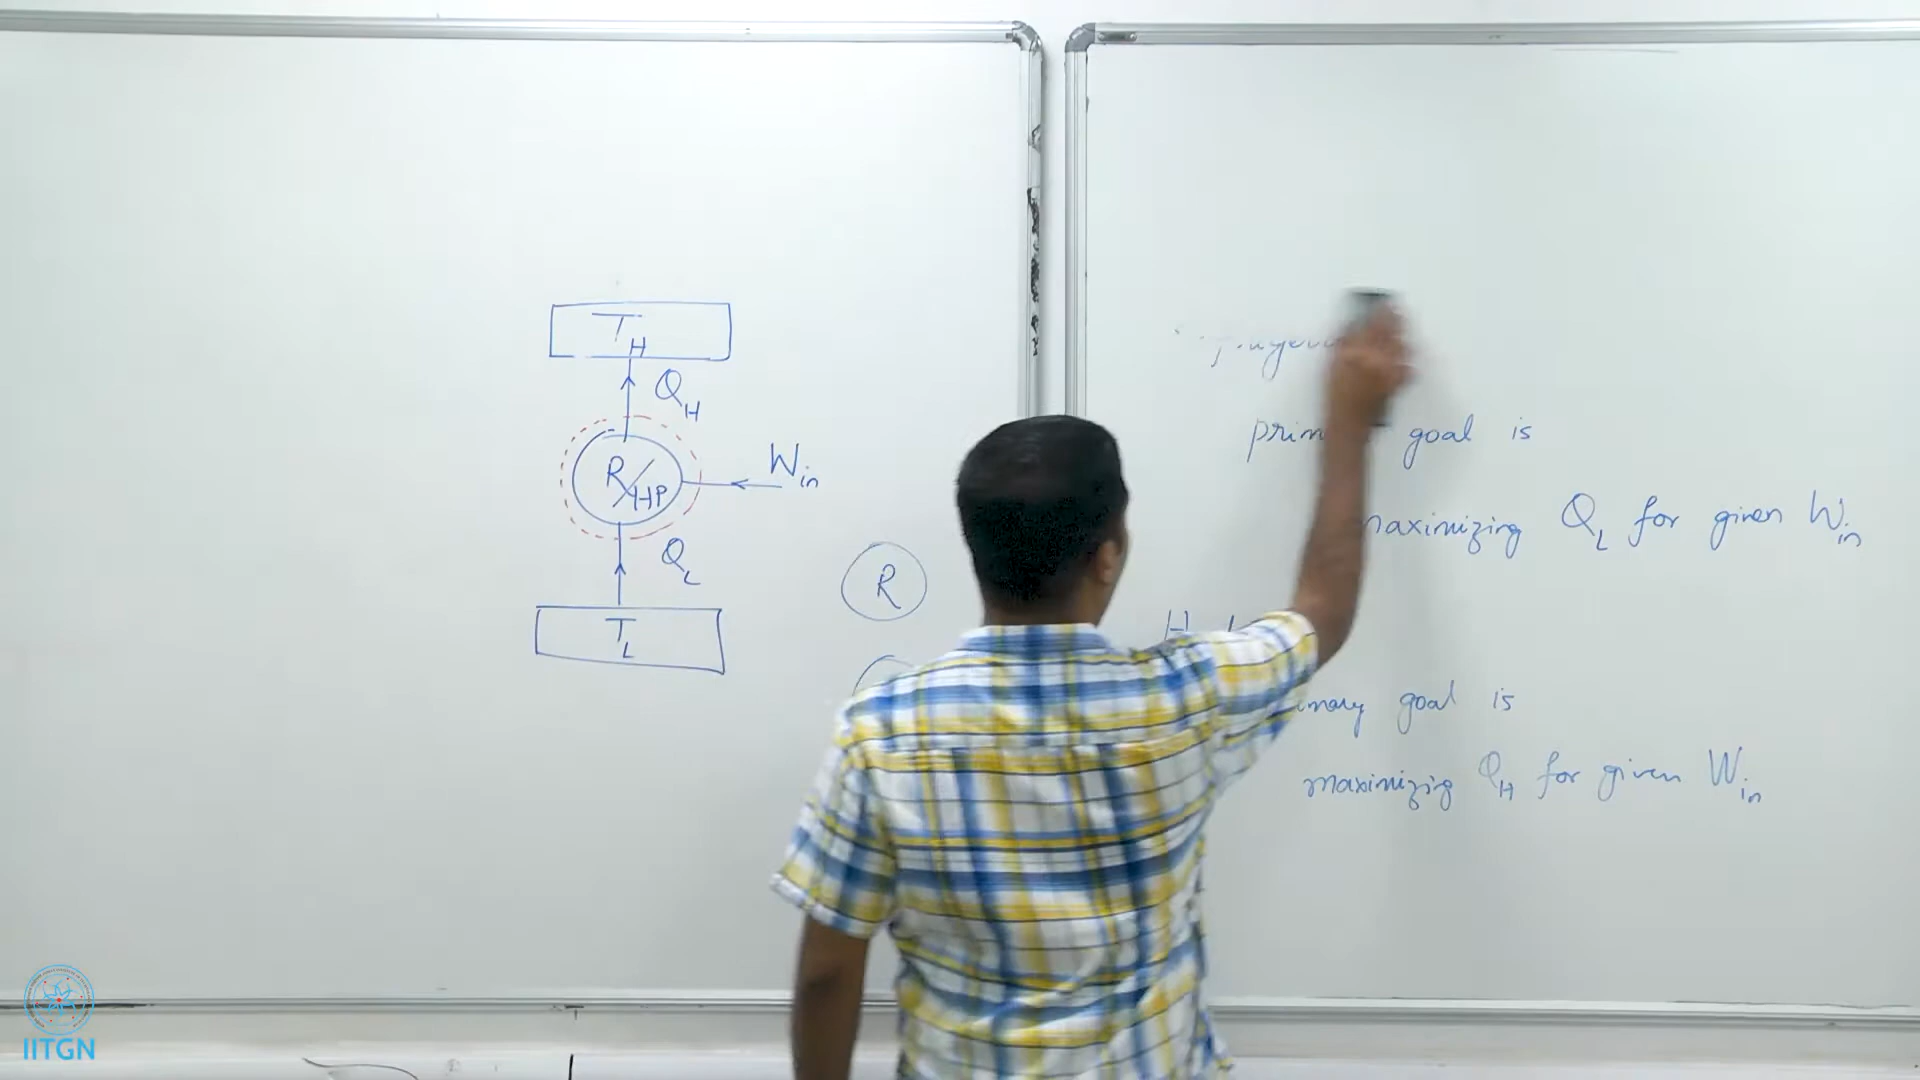 T_H
Q_H
R/HP
W_in
Q_L
T_L
R
goal is
maximizing Q_L for given W_in
goal is
maximizing Q_H for given W_in
IITGN